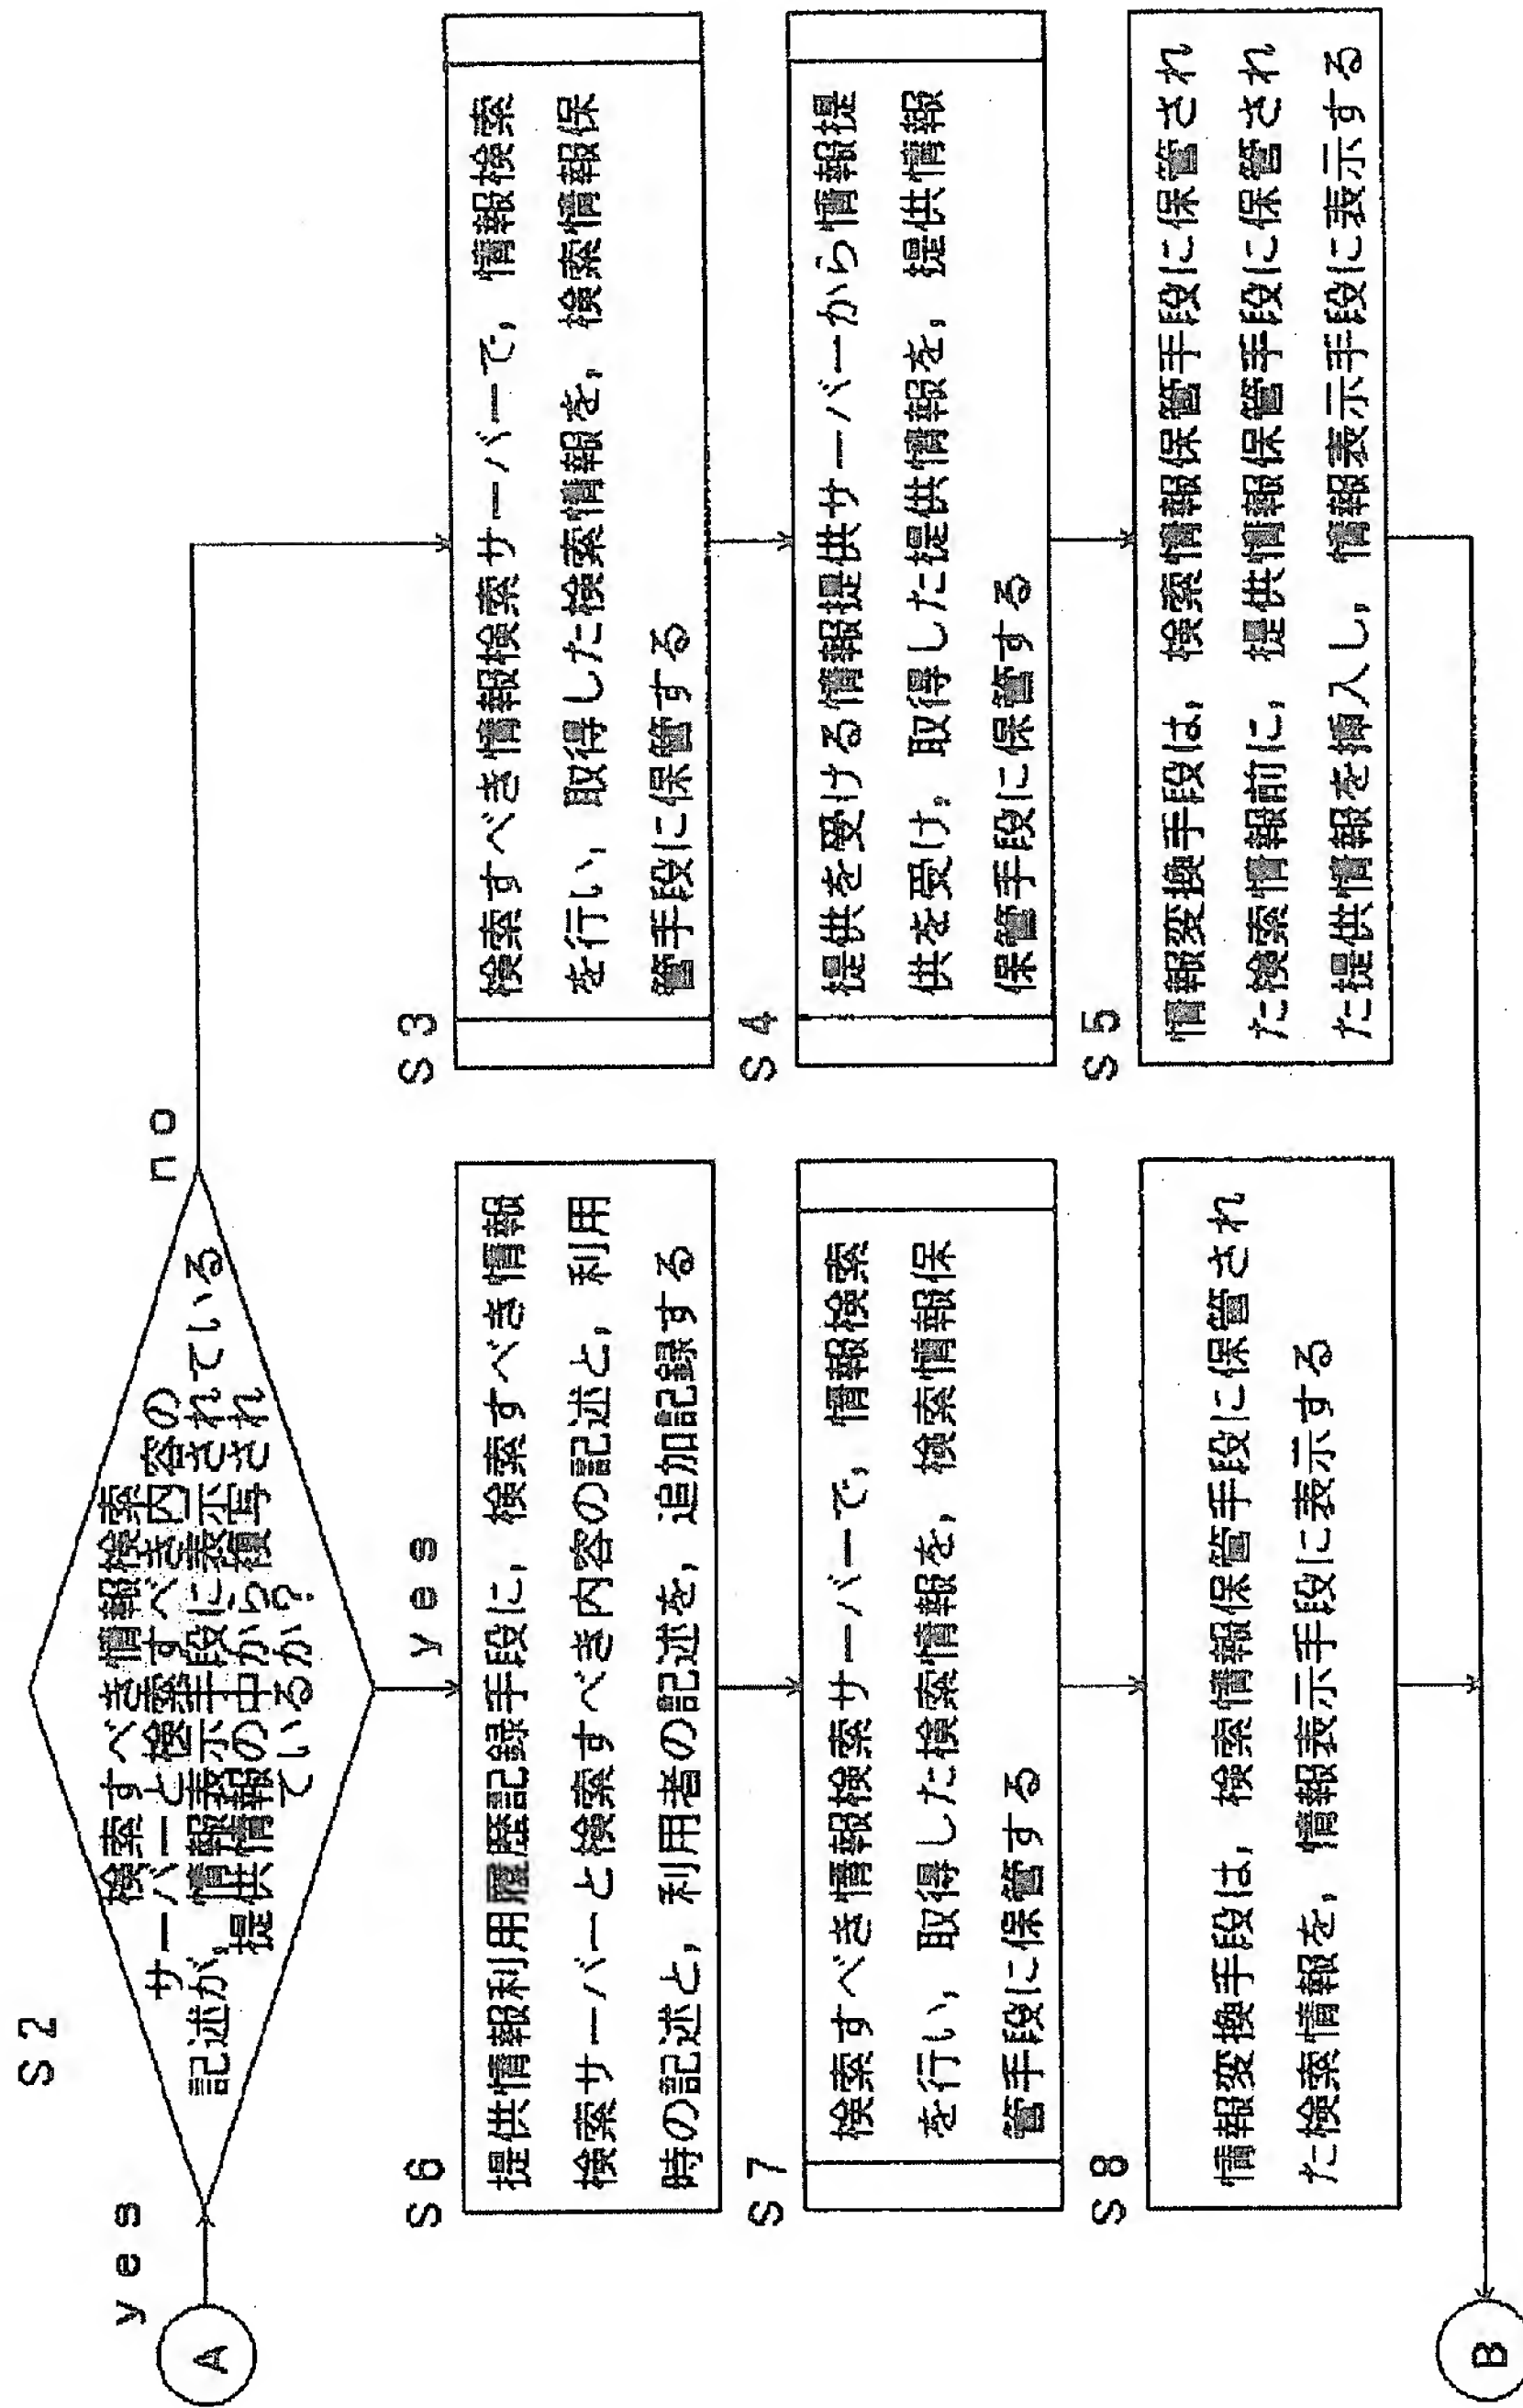 S2
yes
A
検索すべき情報検索
サーバーと検索すべき内容の
記述が,情報表示手段に表示されている
提供情報の中から複写され
ているか?
no
yes
S6
提供情報利用履歴記録手段に,検索すべき情報
検索サーバーと検索すべき内容の記述と,利用
時の記述と,利用者の記述を,追加記録する
S7
検索すべき情報検索サーバーで,情報検索
を行い,取得した検索情報を,検索情報保
管手段に保管する
S8
情報変換手段は,検索情報保管手段に保管され
た検索情報を,情報表示手段に表示する
S3
検索すべき情報検索サーバーで,情報検索
を行い,取得した検索情報を,検索情報保
管手段に保管する
S4
提供を受ける情報提供サーバーから情報提
供を受け,取得した提供情報を,提供情報
保管手段に保管する
S5
情報変換手段は,検索情報保管手段に保管され
た検索情報前に,提供情報保管手段に保管され
た提供情報を挿入し,情報表示手段に表示する
B